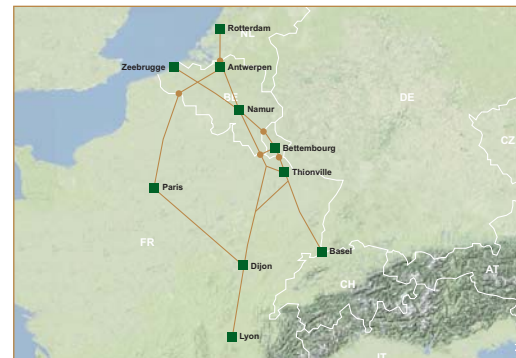 Rotterdam
NL
Zeebrugge
Antwerpen
BE
DE
Namur
CZ
Bettembourg
Thionville
Paris
FR
Basel
Dijon
AT
CH
Lyon
IT